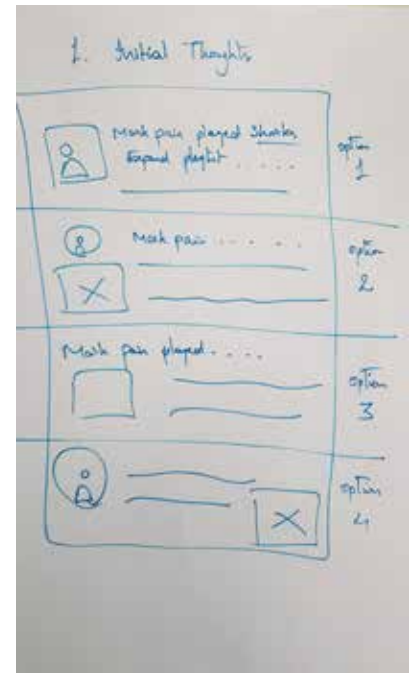 1. Initial Thoughts
Mark pain played Shorks
Expand playlist . . . . .
option
1
Mark pain . . . . .
option
2
Mark pain played . . . .
option
3
option
4